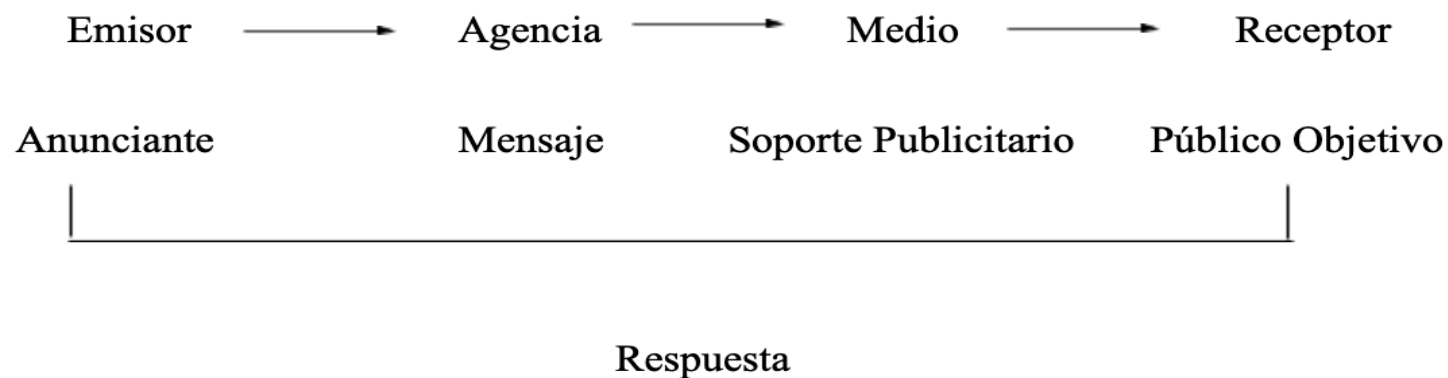 Emisor Agencia Medio Receptor
Anunciante Mensaje Soporte Publicitario Público Objetivo
Respuesta